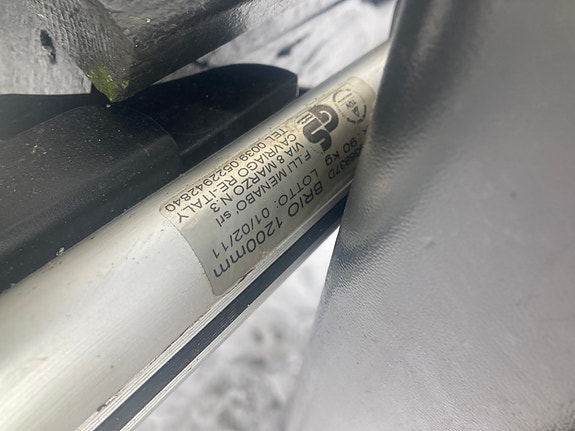 F.LLI MENABO' srl
VIA 8 MARZO N.3
CAVRIAGO RE-ITALY
TEL. 0039.0522942840
90 kg
BRIO 1200mm
LOTTO: 01/02/11